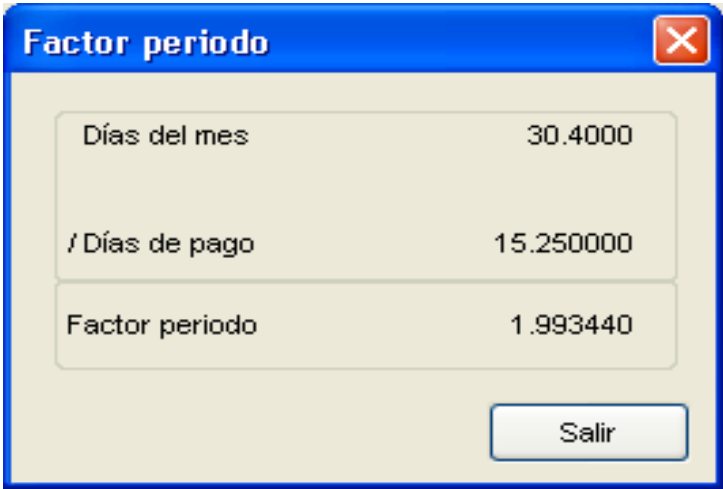 Factor periodo
Días del mes 30.4000
/ Días de pago 15.250000
Factor periodo 1.993440
Salir